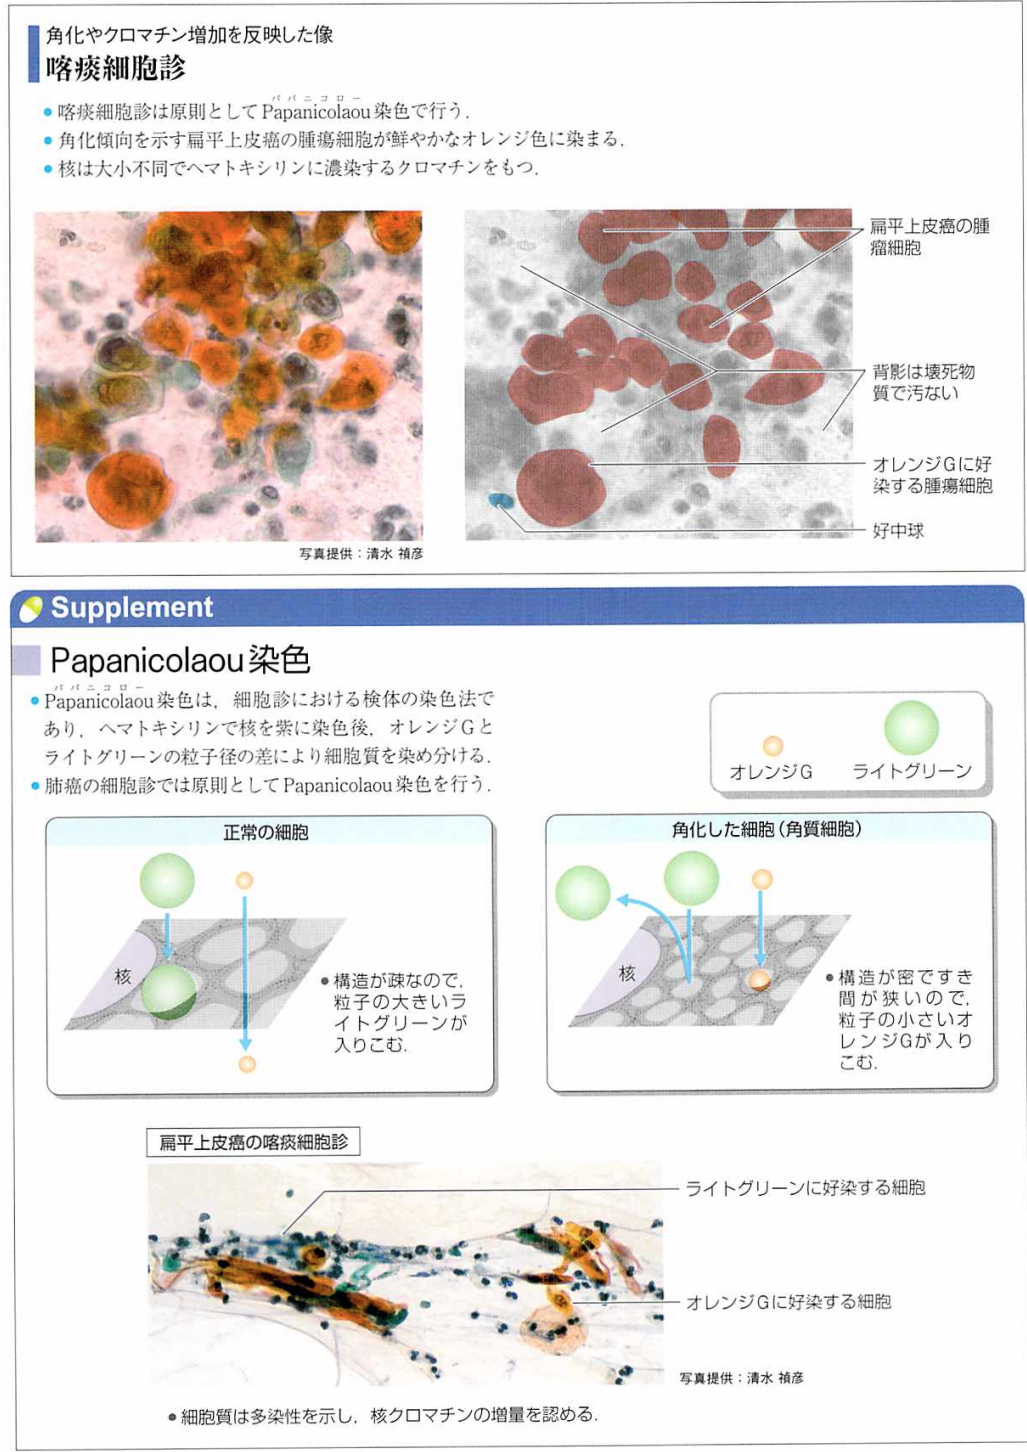 角化やクロマチン増加を反映した像
喀痰細胞診
パパニコロー
● 喀痰細胞診は原則としてPapanicolaou染色で行う.
● 角化傾向を示す扁平上皮癌の腫瘍細胞が鮮やかなオレンジ色に染まる.
● 核は大小不同でヘマトキシリンに濃染するクロマチンをもつ.
扁平上皮癌の腫
瘤細胞
背影は壊死物
質で汚ない
オレンジGに好
染する腫瘍細胞
好中球
写真提供：清水 禎彦
Supplement
Papanicolaou染色
パパニコロー
● Papanicolaou染色は，細胞診における検体の染色法で
あり，ヘマトキシリンで核を紫に染色後，オレンジGと
ライトグリーンの粒子径の差により細胞質を染め分ける.
● 肺癌の細胞診では原則としてPapanicolaou染色を行う.
オレンジG ライトグリーン
正常の細胞
核
● 構造が疎なので,
粒子の大きいラ
イトグリーンが
入りこむ.
角化した細胞（角質細胞）
核
● 構造が密ですき
間が狭いので,
粒子の小さいオ
レンジGが入り
こむ.
扁平上皮癌の喀痰細胞診
ライトグリーンに好染する細胞
オレンジGに好染する細胞
写真提供：清水 禎彦
● 細胞質は多染性を示し，核クロマチンの増量を認める.